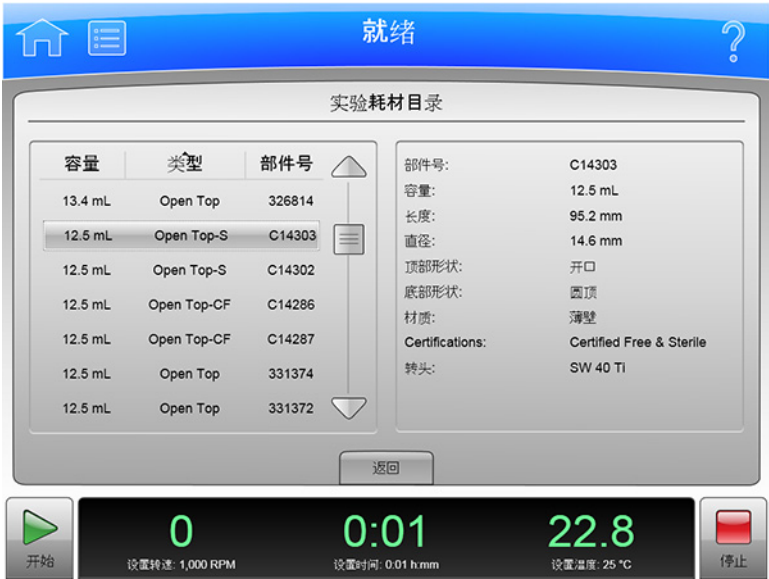 就绪
?
实验耗材目录
容量 类型 部件号
13.4 mL Open Top 326814
12.5 mL Open Top-S C14303
12.5 mL Open Top-S C14302
12.5 mL Open Top-CF C14286
12.5 mL Open Top-CF C14287
12.5 mL Open Top 331374
12.5 mL Open Top 331372
部件号: C14303
容量: 12.5 mL
长度: 95.2 mm
直径: 14.6 mm
顶部形状: 开口
底部形状: 圆顶
材质: 薄壁
Certifications: Certified Free & Sterile
转头: SW 40 Ti
返回
开始
0
设置转速: 1,000 RPM
0:01
设置时间: 0:01 h:mm
22.8
设置温度: 25 °C
停止